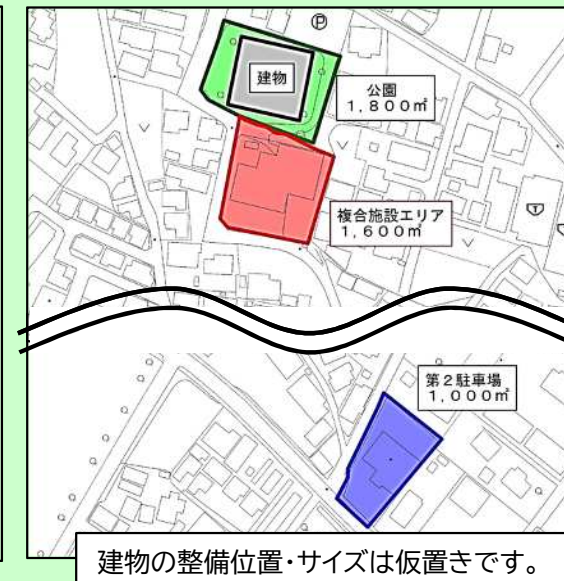 Ⓟ
建物
公園
1,800㎡
複合施設エリア
1,600㎡
第2駐車場
1,000㎡
建物の整備位置・サイズは仮置きです。